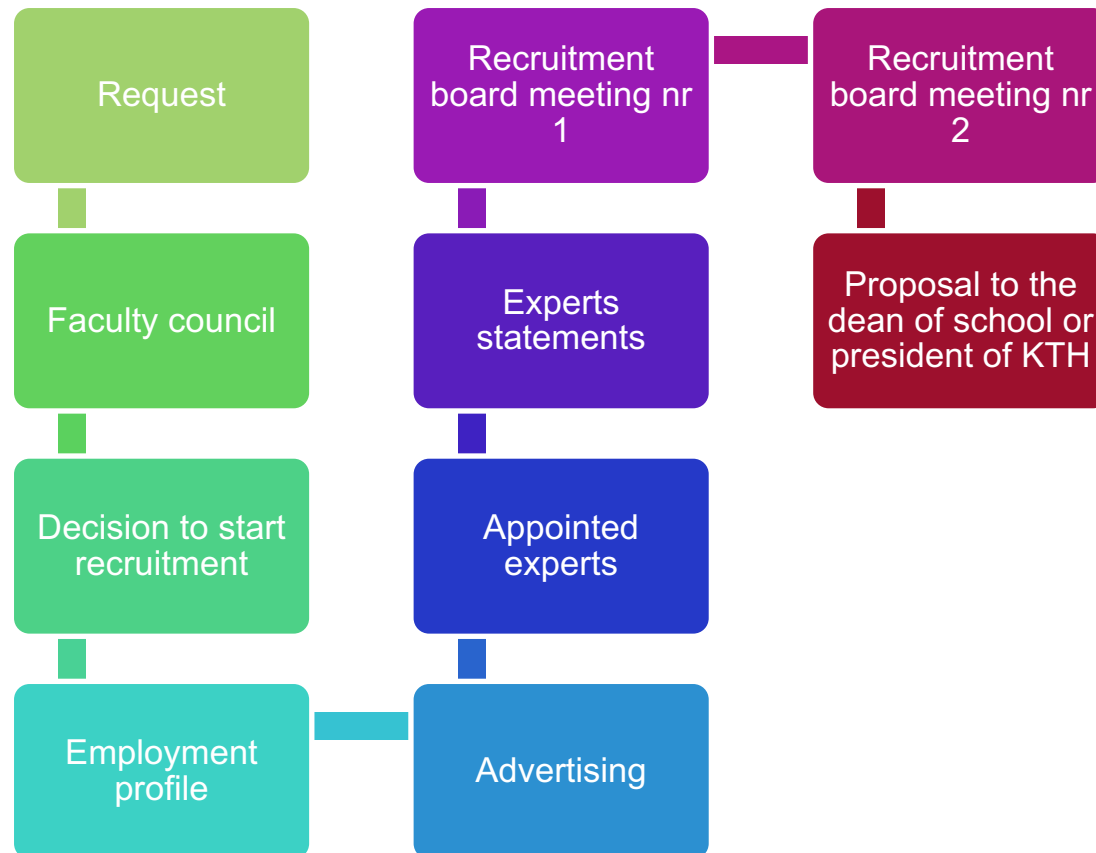 Request
Faculty council
Decision to start
recruitment
Employment
profile
Advertising
Appointed
experts
Experts
statements
Recruitment
board meeting nr
1
Recruitment
board meeting nr
2
Proposal to the
dean of school or
president of KTH